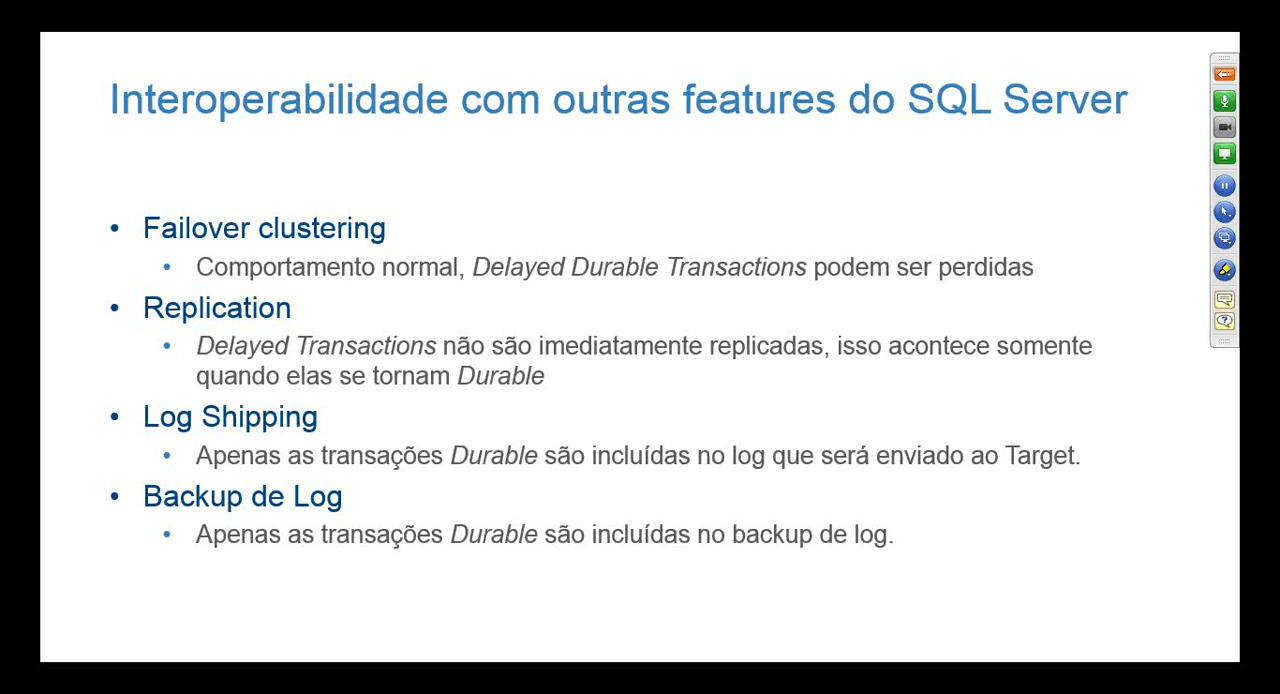 Interoperabilidade com outras features do SQL Server
• Failover clustering
• Comportamento normal, Delayed Durable Transactions podem ser perdidas
• Replication
• Delayed Transactions não são imediatamente replicadas, isso acontece somente
quando elas se tornam Durable
• Log Shipping
• Apenas as transações Durable são incluídas no log que será enviado ao Target.
• Backup de Log
• Apenas as transações Durable são incluídas no backup de log.